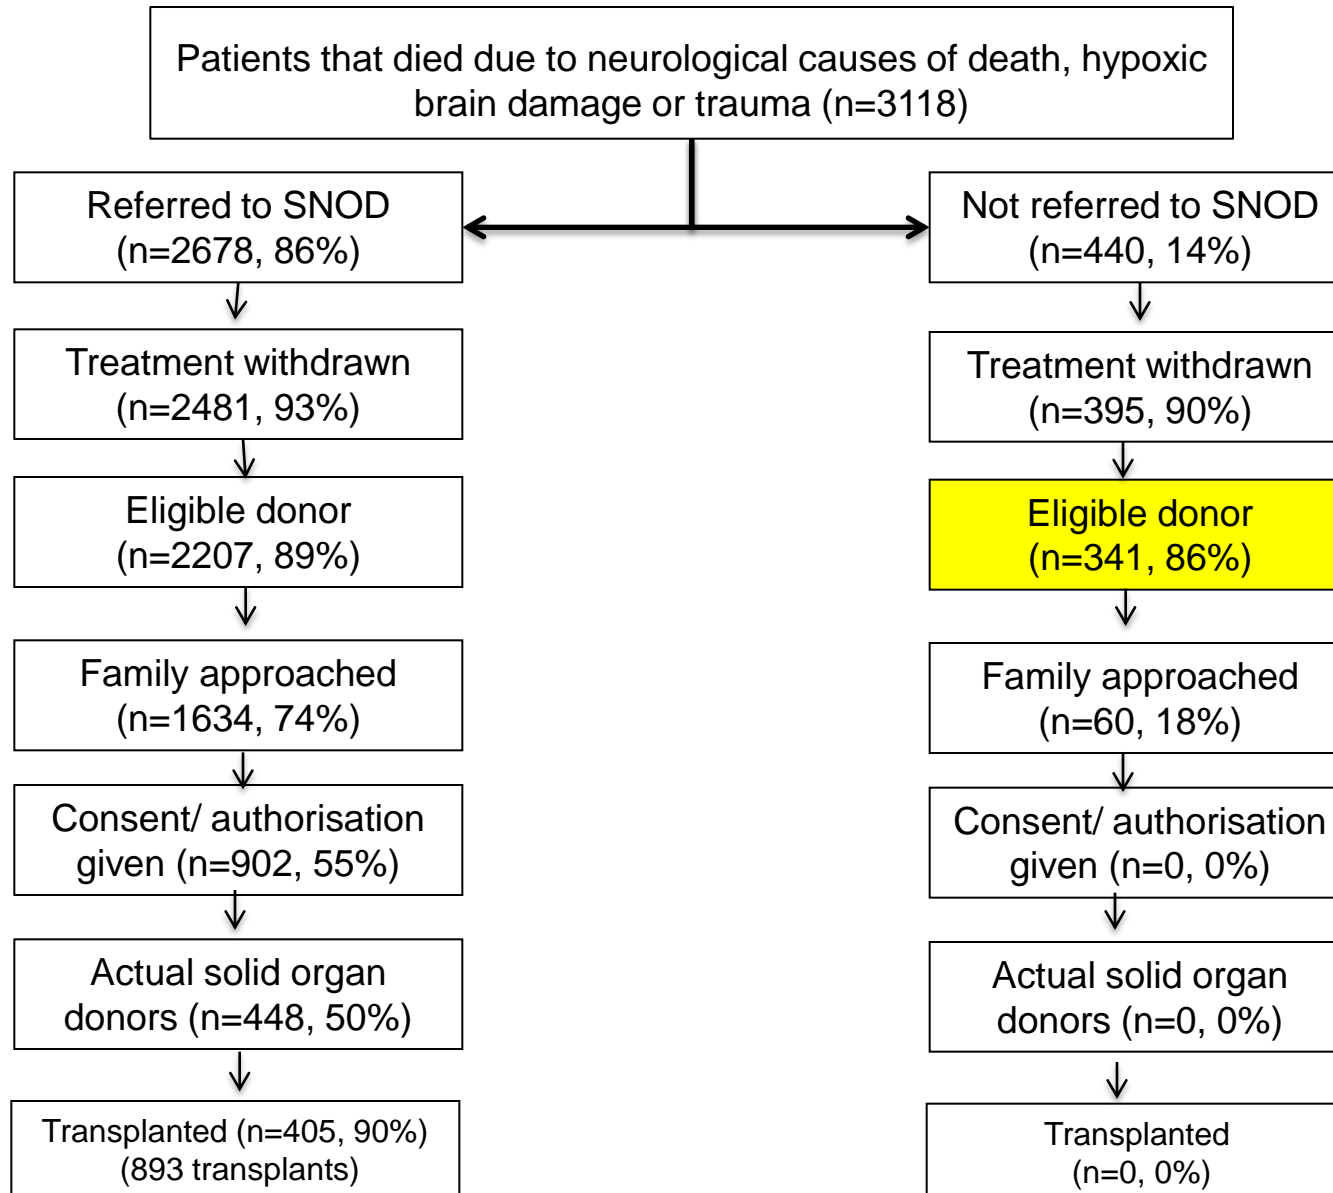 Patients that died due to neurological causes of death, hypoxic
brain damage or trauma (n=3118)
Referred to SNOD
(n=2678, 86%)
Not referred to SNOD
(n=440, 14%)
Treatment withdrawn
(n=2481, 93%)
Treatment withdrawn
(n=395, 90%)
Eligible donor
(n=2207, 89%)
Eligible donor
(n=341, 86%)
Family approached
(n=1634, 74%)
Family approached
(n=60, 18%)
Consent/ authorisation
given (n=902, 55%)
Consent/ authorisation
given (n=0, 0%)
Actual solid organ
donors (n=448, 50%)
Actual solid organ
donors (n=0, 0%)
Transplanted (n=405, 90%)
(893 transplants)
Transplanted
(n=0, 0%)